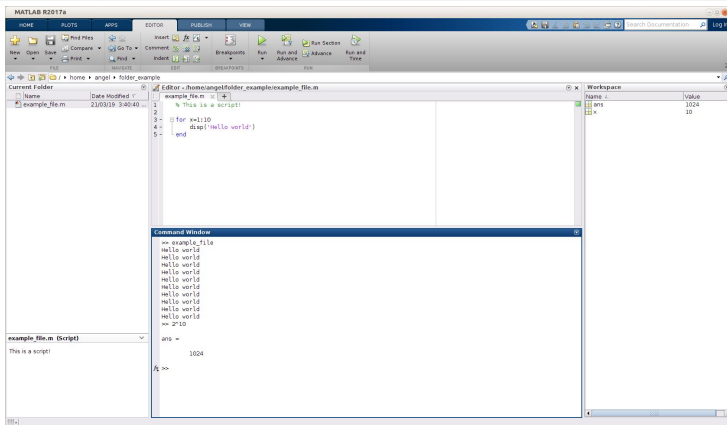 MATLAB R2017a
HOME PLOTS APPS EDITOR PUBLISH VIEW Search Documentation Log In
New Open Save Find Files Compare Print Go To Find Insert Comment Indent Breakpoints Run Run and Advance Run Section Advance Run and Time
FILE NAVIGATE EDIT BREAKPOINTS RUN
/ home angel folder_example
Current Folder
Name Date Modified
example_file.m 21/03/19 3:40:40 ...
example_file.m (Script)
This is a script!
Editor - /home/angel/folder_example/example_file.m
example_file.m
1 % This is a script!
2
3 - for x=1:10
4 - disp('Hello world')
5 - end
Command Window
>> example_file
Hello world
Hello world
Hello world
Hello world
Hello world
Hello world
Hello world
Hello world
Hello world
Hello world
>> 2^10
ans =
1024
fx >>
Workspace
Name Value
ans 1024
x 10